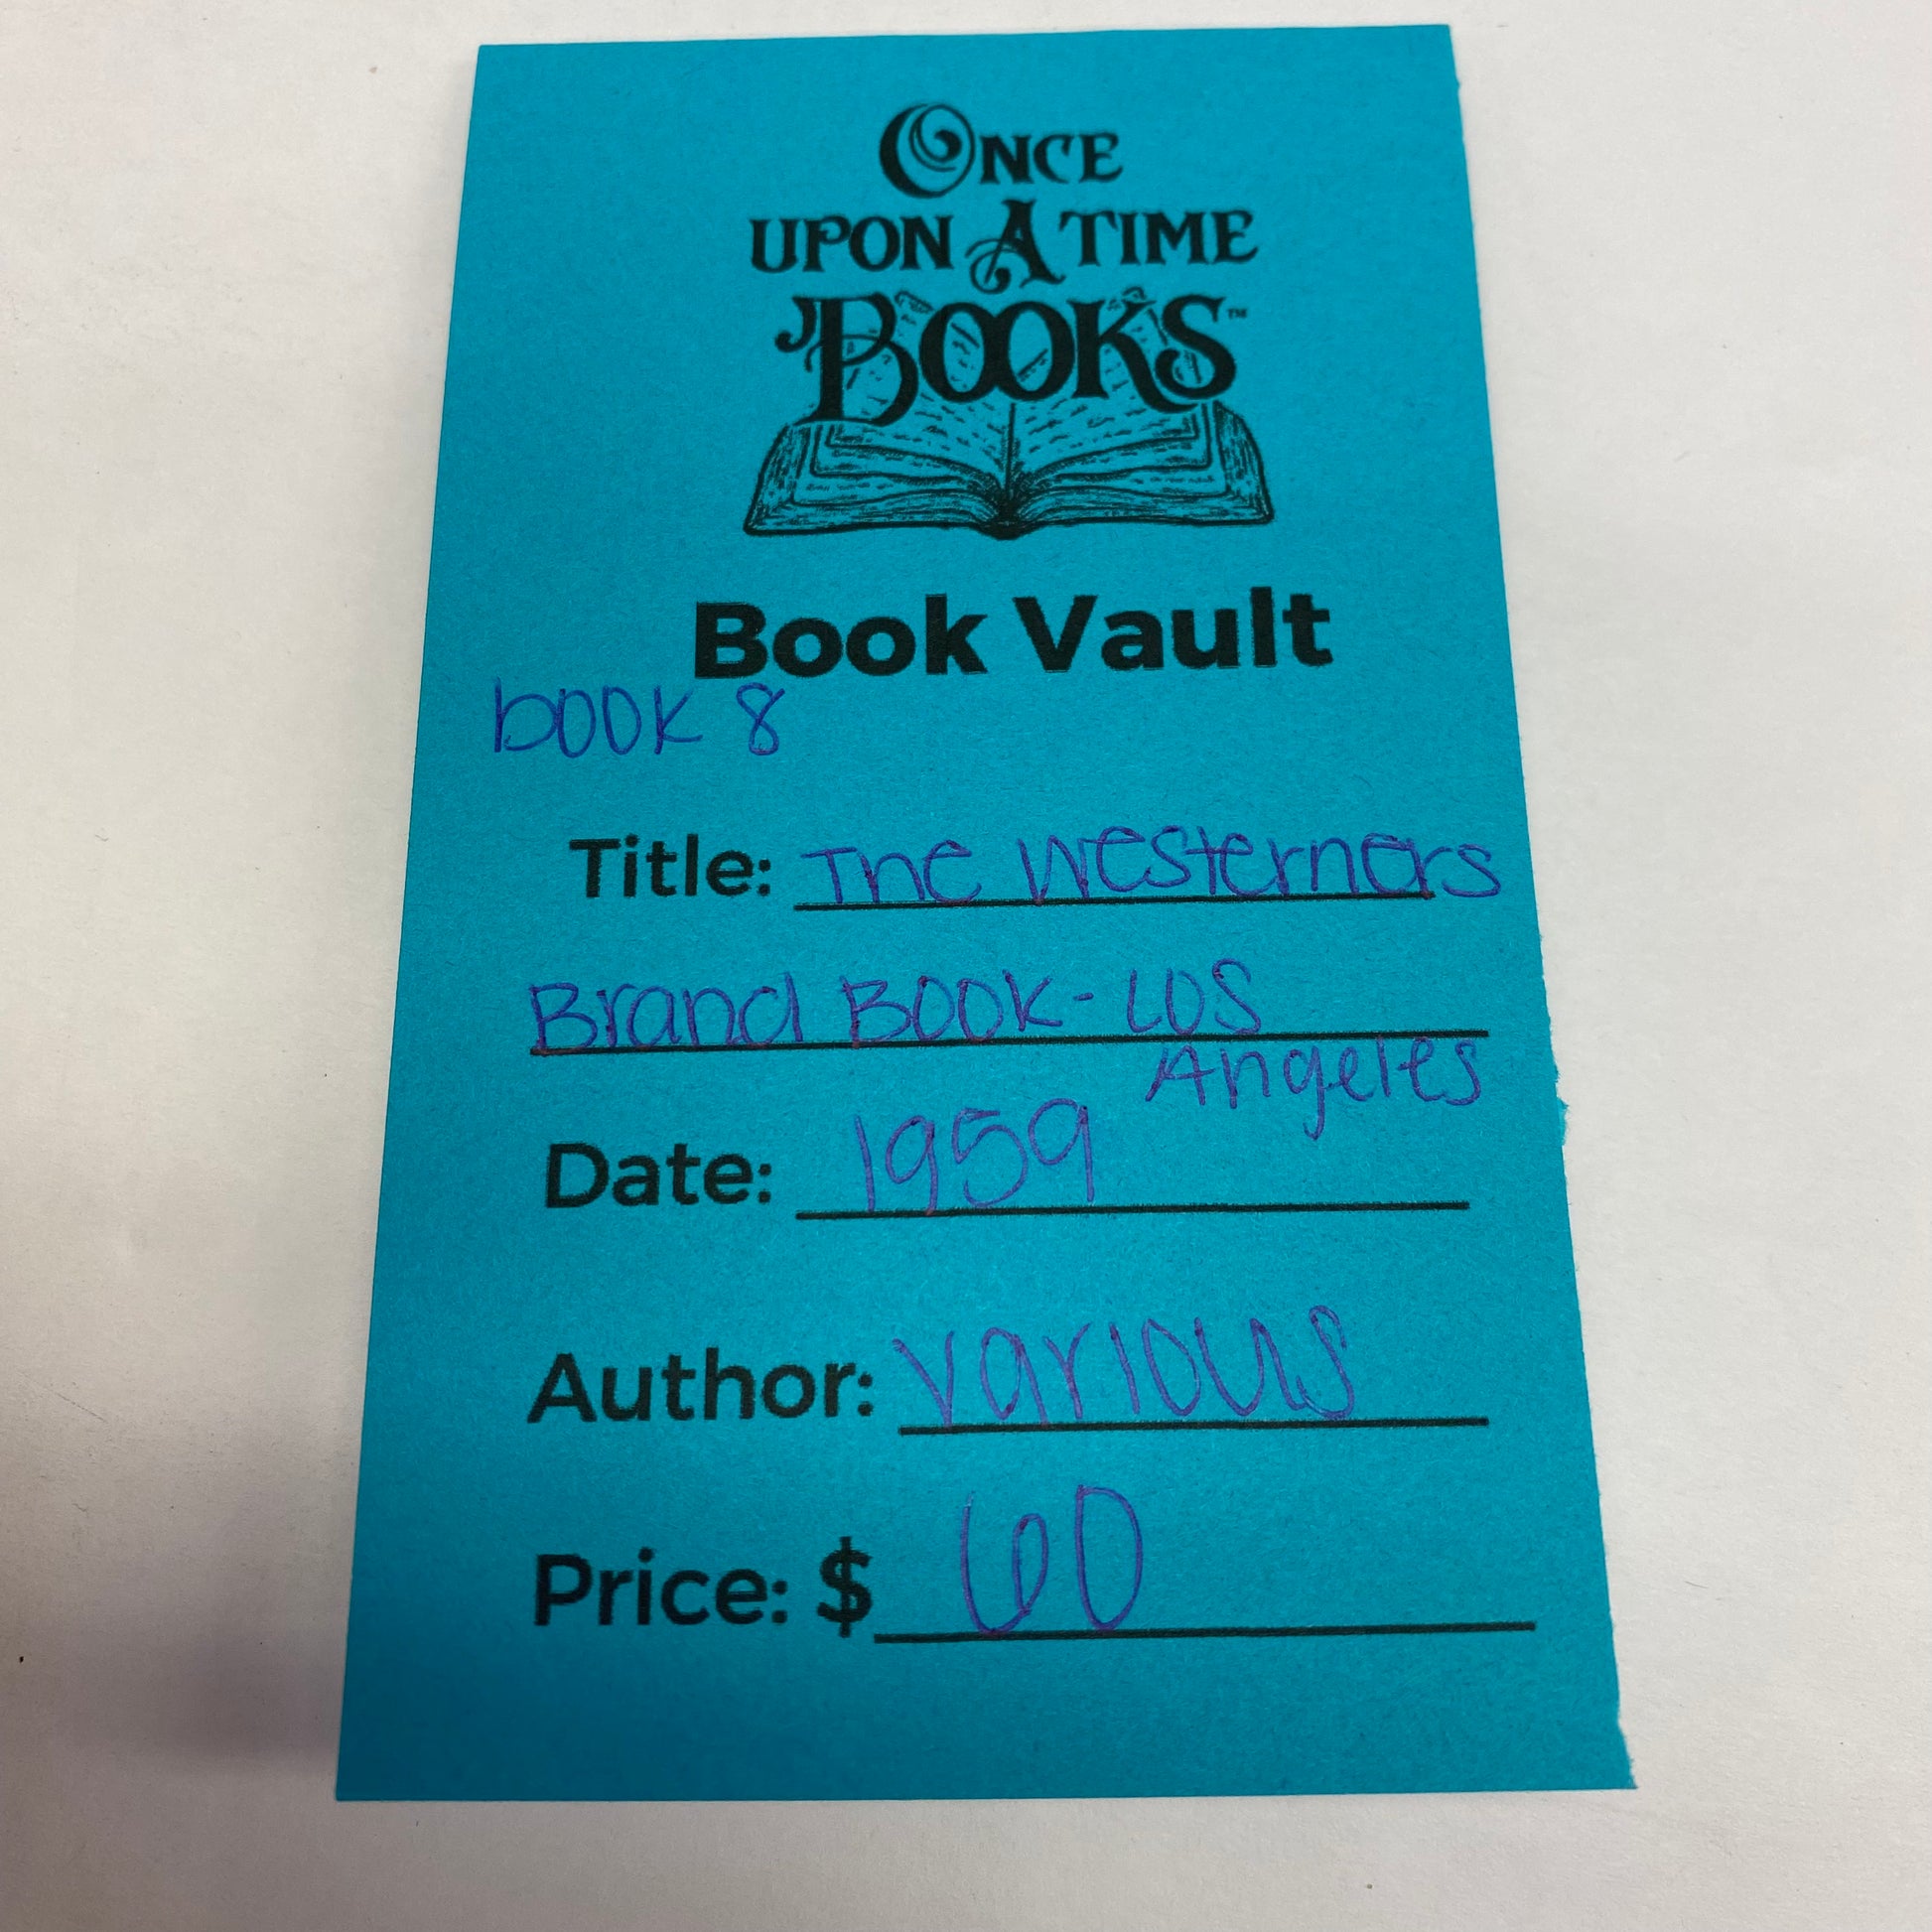 ONCE
UPON A TIME
BOOKS™
Book Vault
book 8
Title: The Westerners
Brand Book - Los
Angeles
Date: 1959
Author: Various
Price: $ 60